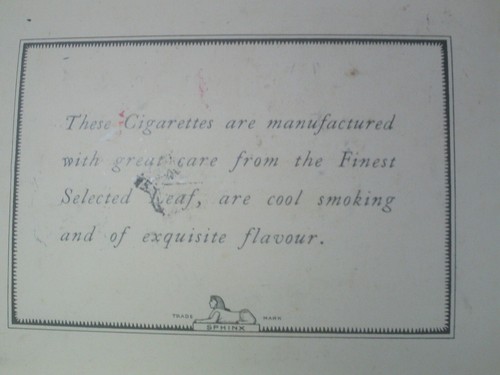 These Cigarettes are manufactured
with great care from the Finest
Selected Leaf, are cool smoking
and of exquisite flavour.
TRADE MARK
SPHINX